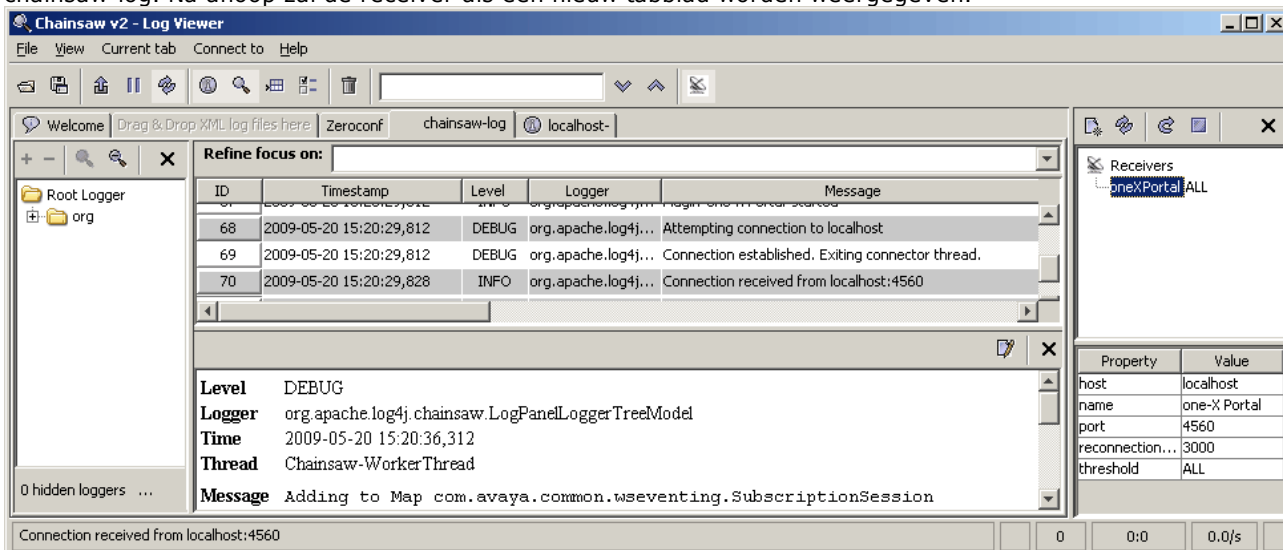 chainsaw-log. Na afloop zal de receiver als een nieuw tabblad worden weergegeven.
Chainsaw v2 - Log Viewer
File View Current tab Connect to Help
Welcome Drag & Drop XML log files here Zeroconf chainsaw-log localhost-
Refine focus on:
Root Logger
org
0 hidden loggers ...
ID Timestamp Level Logger Message
68 2009-05-20 15:20:29,812 DEBUG org.apache.log4j... Attempting connection to localhost
69 2009-05-20 15:20:29,812 DEBUG org.apache.log4j... Connection established. Exiting connector thread.
70 2009-05-20 15:20:29,828 INFO org.apache.log4j... Connection received from localhost:4560
Level DEBUG
Logger org.apache.log4j.chainsaw.LogPanelLoggerTreeModel
Time 2009-05-20 15:20:36,312
Thread Chainsaw-WorkerThread
Message Adding to Map com.avaya.common.wseventing.SubscriptionSession
Receivers
oneXPortal ALL
Property Value
host localhost
name one-X Portal
port 4560
reconnection... 3000
threshold ALL
Connection received from localhost:4560
0 0:0 0.0/s